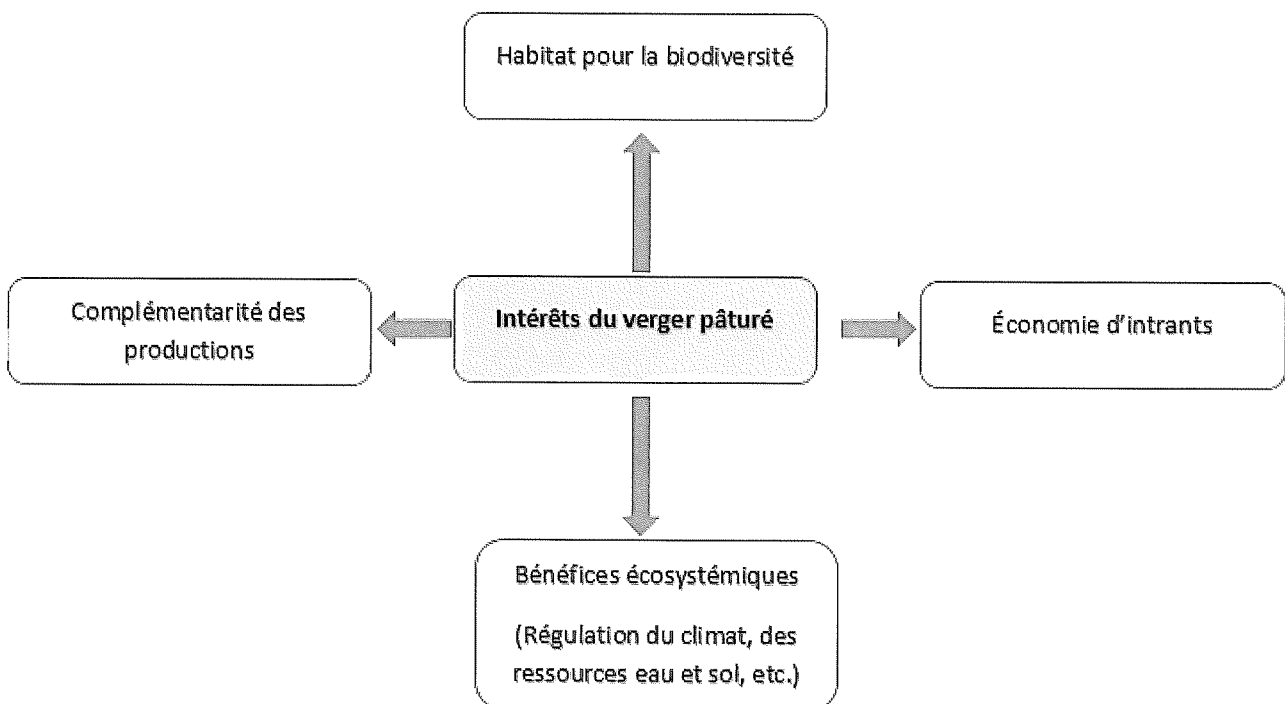 Habitat pour la biodiversité
Complémentarité des
productions
Intérêts du verger pâturé
Économie d'intrants
Bénéfices écosystémiques
(Régulation du climat, des
ressources eau et sol, etc.)